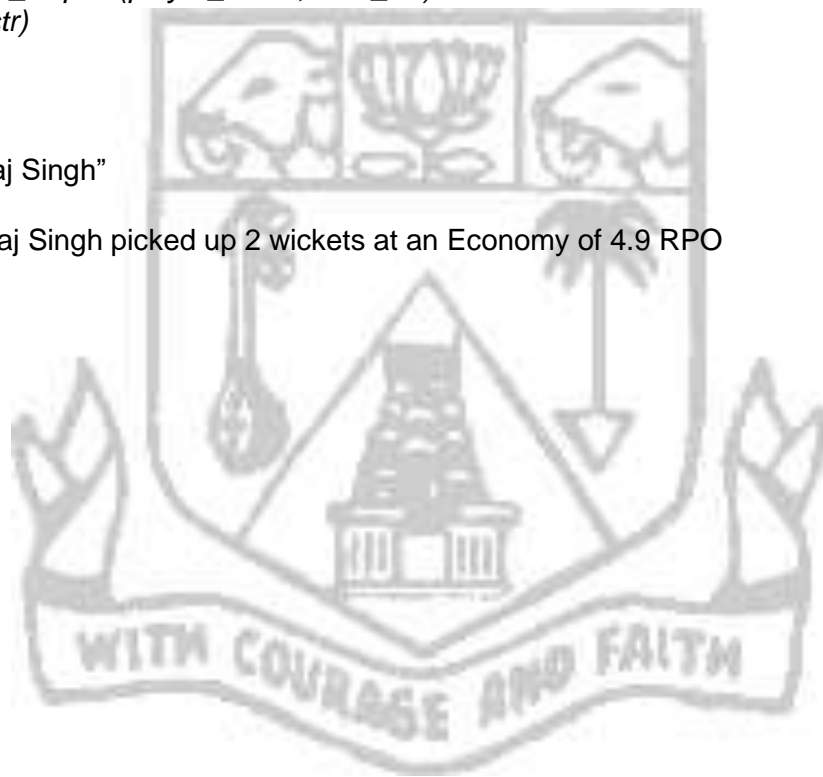 str)
aj Singh”
aj Singh picked up 2 wickets at an Economy of 4.9 RPO
WITH COURAGE AND FAITH